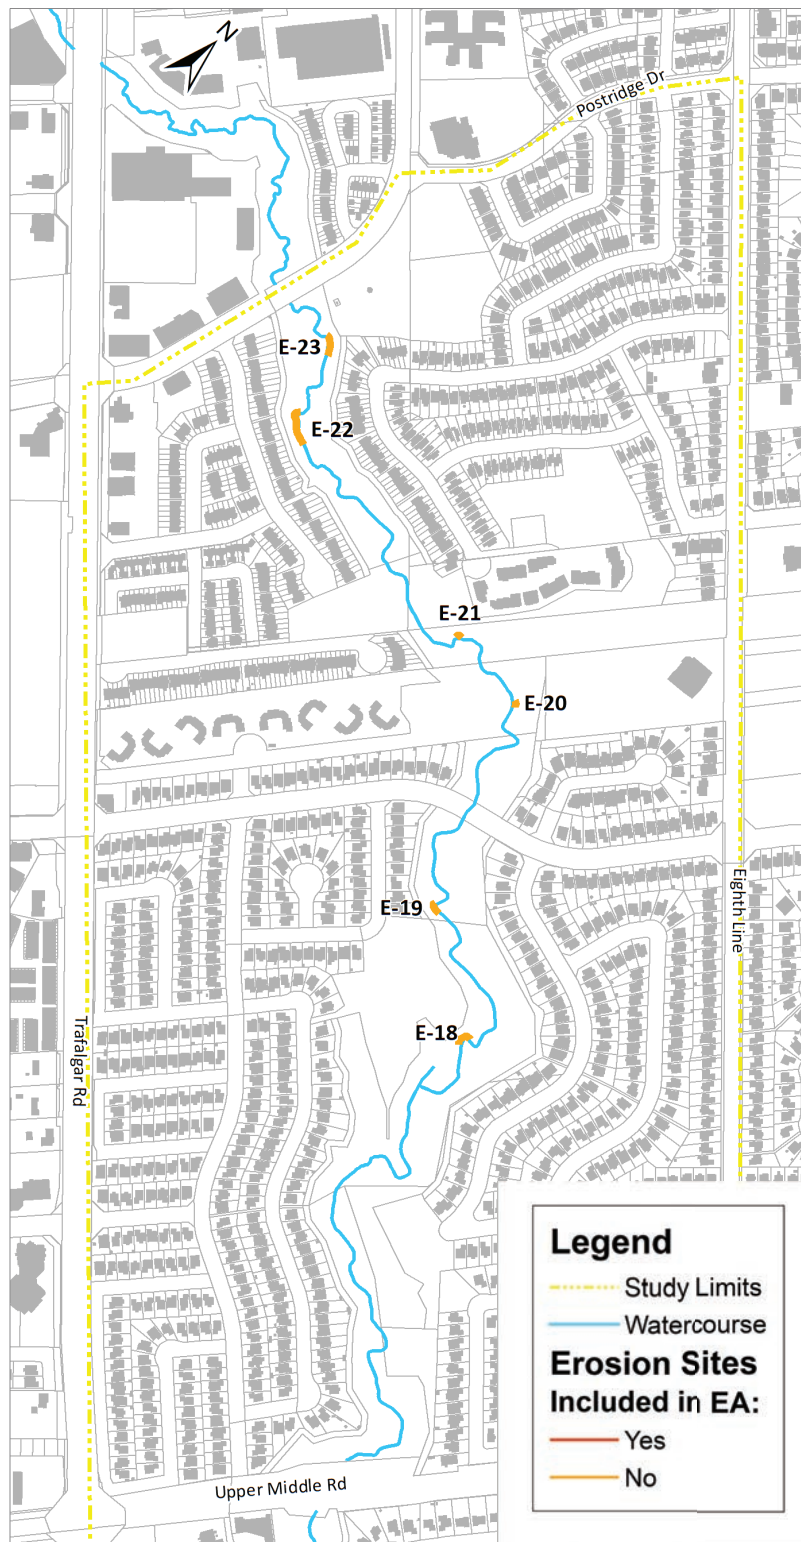 N
Postridge Dr
E-23
E-22
E-21
E-20
E-19
Eighth Line
E-18
Trafalgar Rd
Upper Middle Rd
Legend
Study Limits
Watercourse
Erosion Sites
Included in EA:
Yes
No